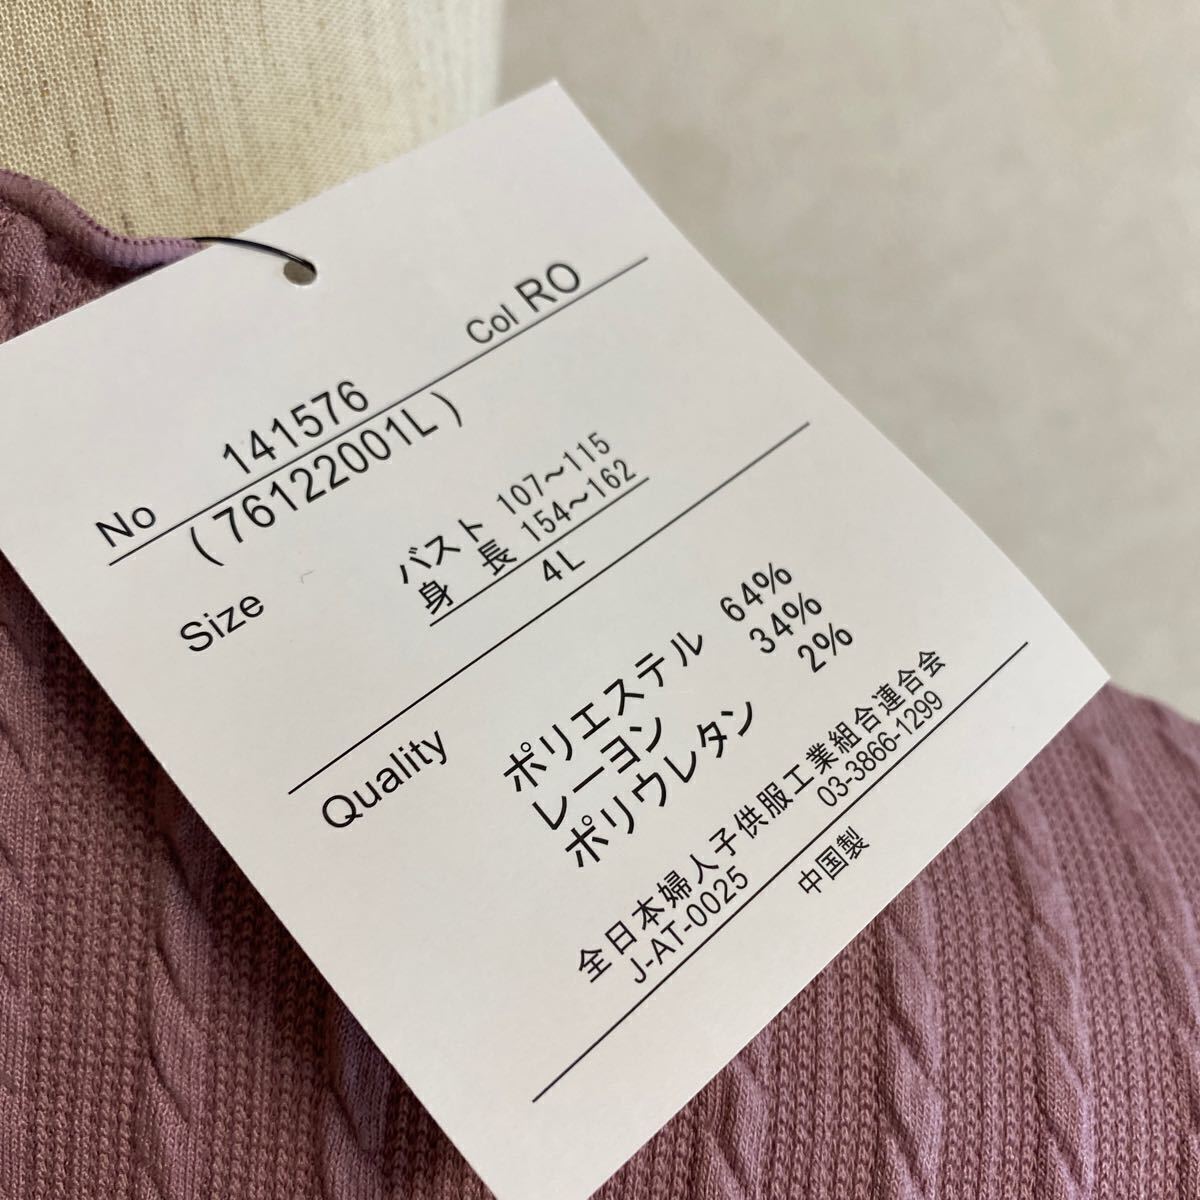 No 141576 Col RO
(76122001L)
Size バスト 107～115
身 長 154～162
4L
Quality ポリエステル 64%
レーヨン 34%
ポリウレタン 2%
全日本婦人子供服工業組合連合会
J-AT-0025 03-3866-1299
中国製